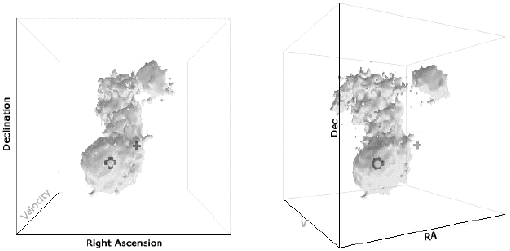 Declination
Velocity
Right Ascension
Dec
V
RA